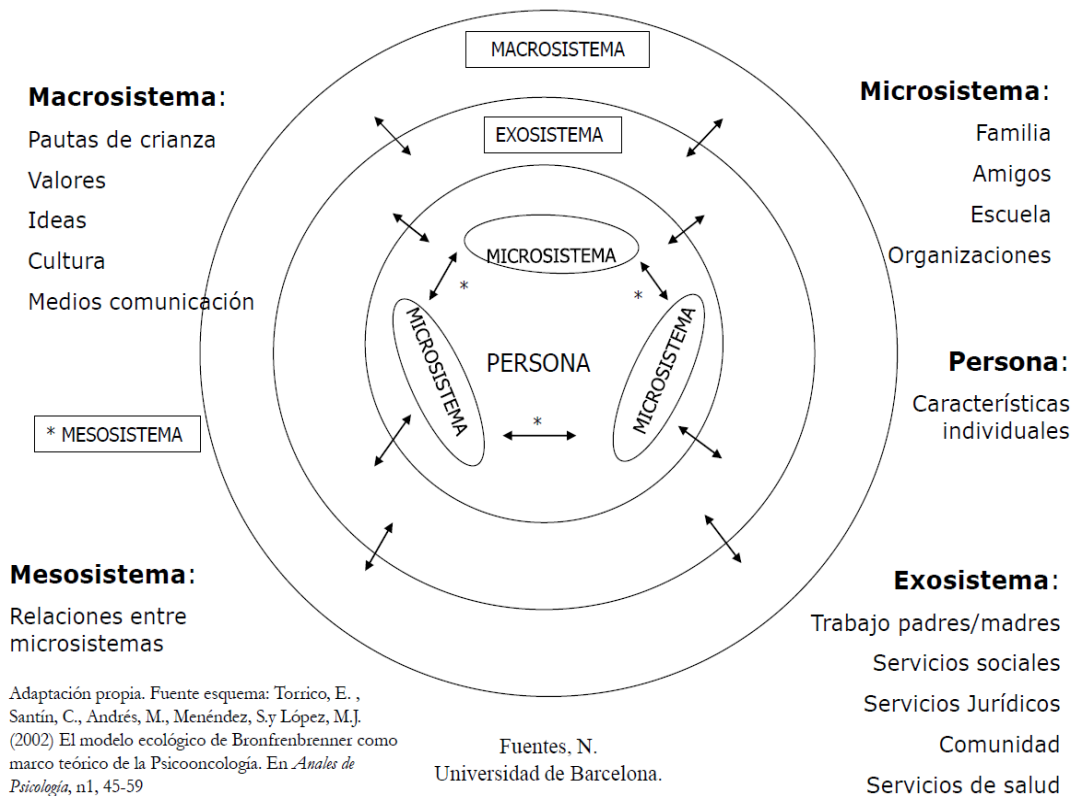 MACROSISTEMA
EXOSISTEMA
MICROSISTEMA
MICROSISTEMA
MICROSISTEMA
PERSONA
*
*
*
Macrosistema:
Pautas de crianza
Valores
Ideas
Cultura
Medios comunicación
* MESOSISTEMA
Mesosistema:
Relaciones entre
microsistemas
Microsistema:
Familia
Amigos
Escuela
Organizaciones
Persona:
Características
individuales
Exosistema:
Trabajo padres/madres
Servicios sociales
Servicios Jurídicos
Comunidad
Servicios de salud
Adaptación propia. Fuente esquema: Torrico, E. ,
Santín, C., Andrés, M., Menéndez, S.y López, M.J.
(2002) El modelo ecológico de Bronfrenbrenner como
marco teórico de la Psicooncología. En Anales de
Psicología, n1, 45-59
Fuentes, N.
Universidad de Barcelona.